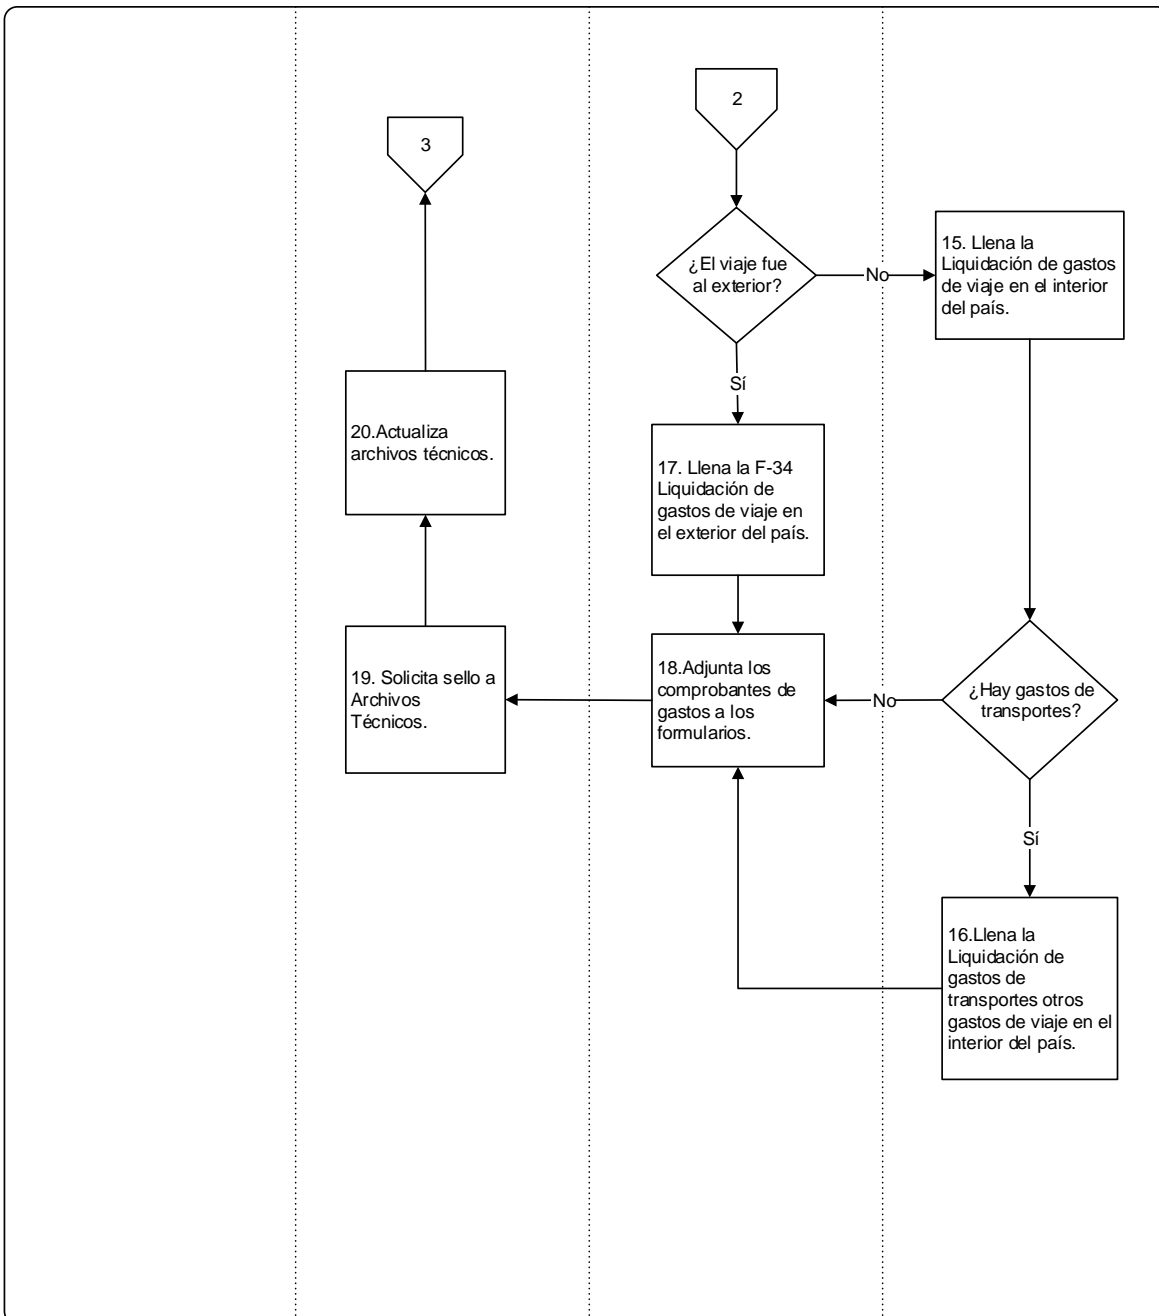 2
3
¿El viaje fue
al exterior?
No
15. Llena la
Liquidación de gastos
de viaje en el interior
del país.
Sí
20.Actualiza
archivos técnicos.
17. Llena la F-34
Liquidación de
gastos de viaje en
el exterior del país.
19. Solicita sello a
Archivos
Técnicos.
18.Adjunta los
comprobantes de
gastos a los
formularios.
No
¿Hay gastos de
transportes?
Sí
16.Llena la
Liquidación de
gastos de
transportes otros
gastos de viaje en el
interior del país.